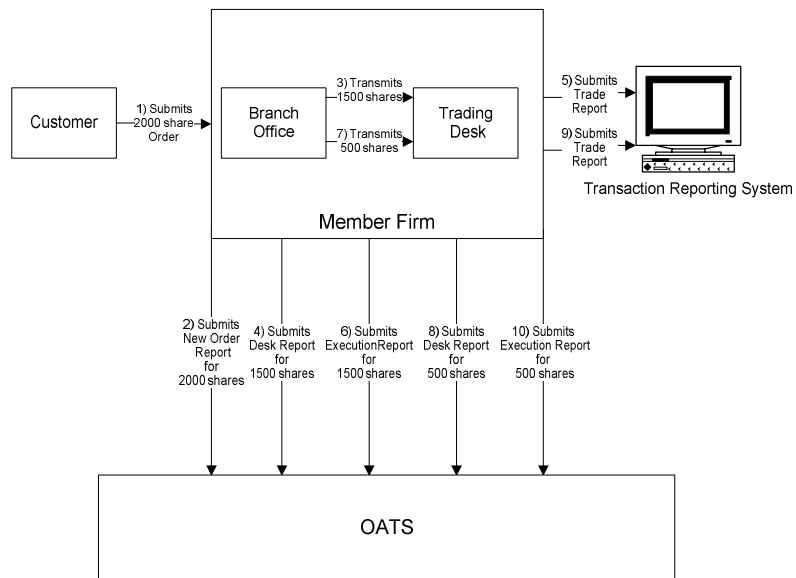 Customer
1) Submits
2000 share
Order
Branch
Office
3) Transmits
1500 shares
7) Transmits
500 shares
Trading
Desk
Member Firm
5) Submits
Trade
Report
9) Submits
Trade
Report
Transaction Reporting System
2) Submits
New Order
Report
for
2000 shares
4) Submits
Desk Report
for
1500 shares
6) Submits
ExecutionReport
for
1500 shares
8) Submits
Desk Report
for
500 shares
10) Submits
Execution Report
for
500 shares
OATS